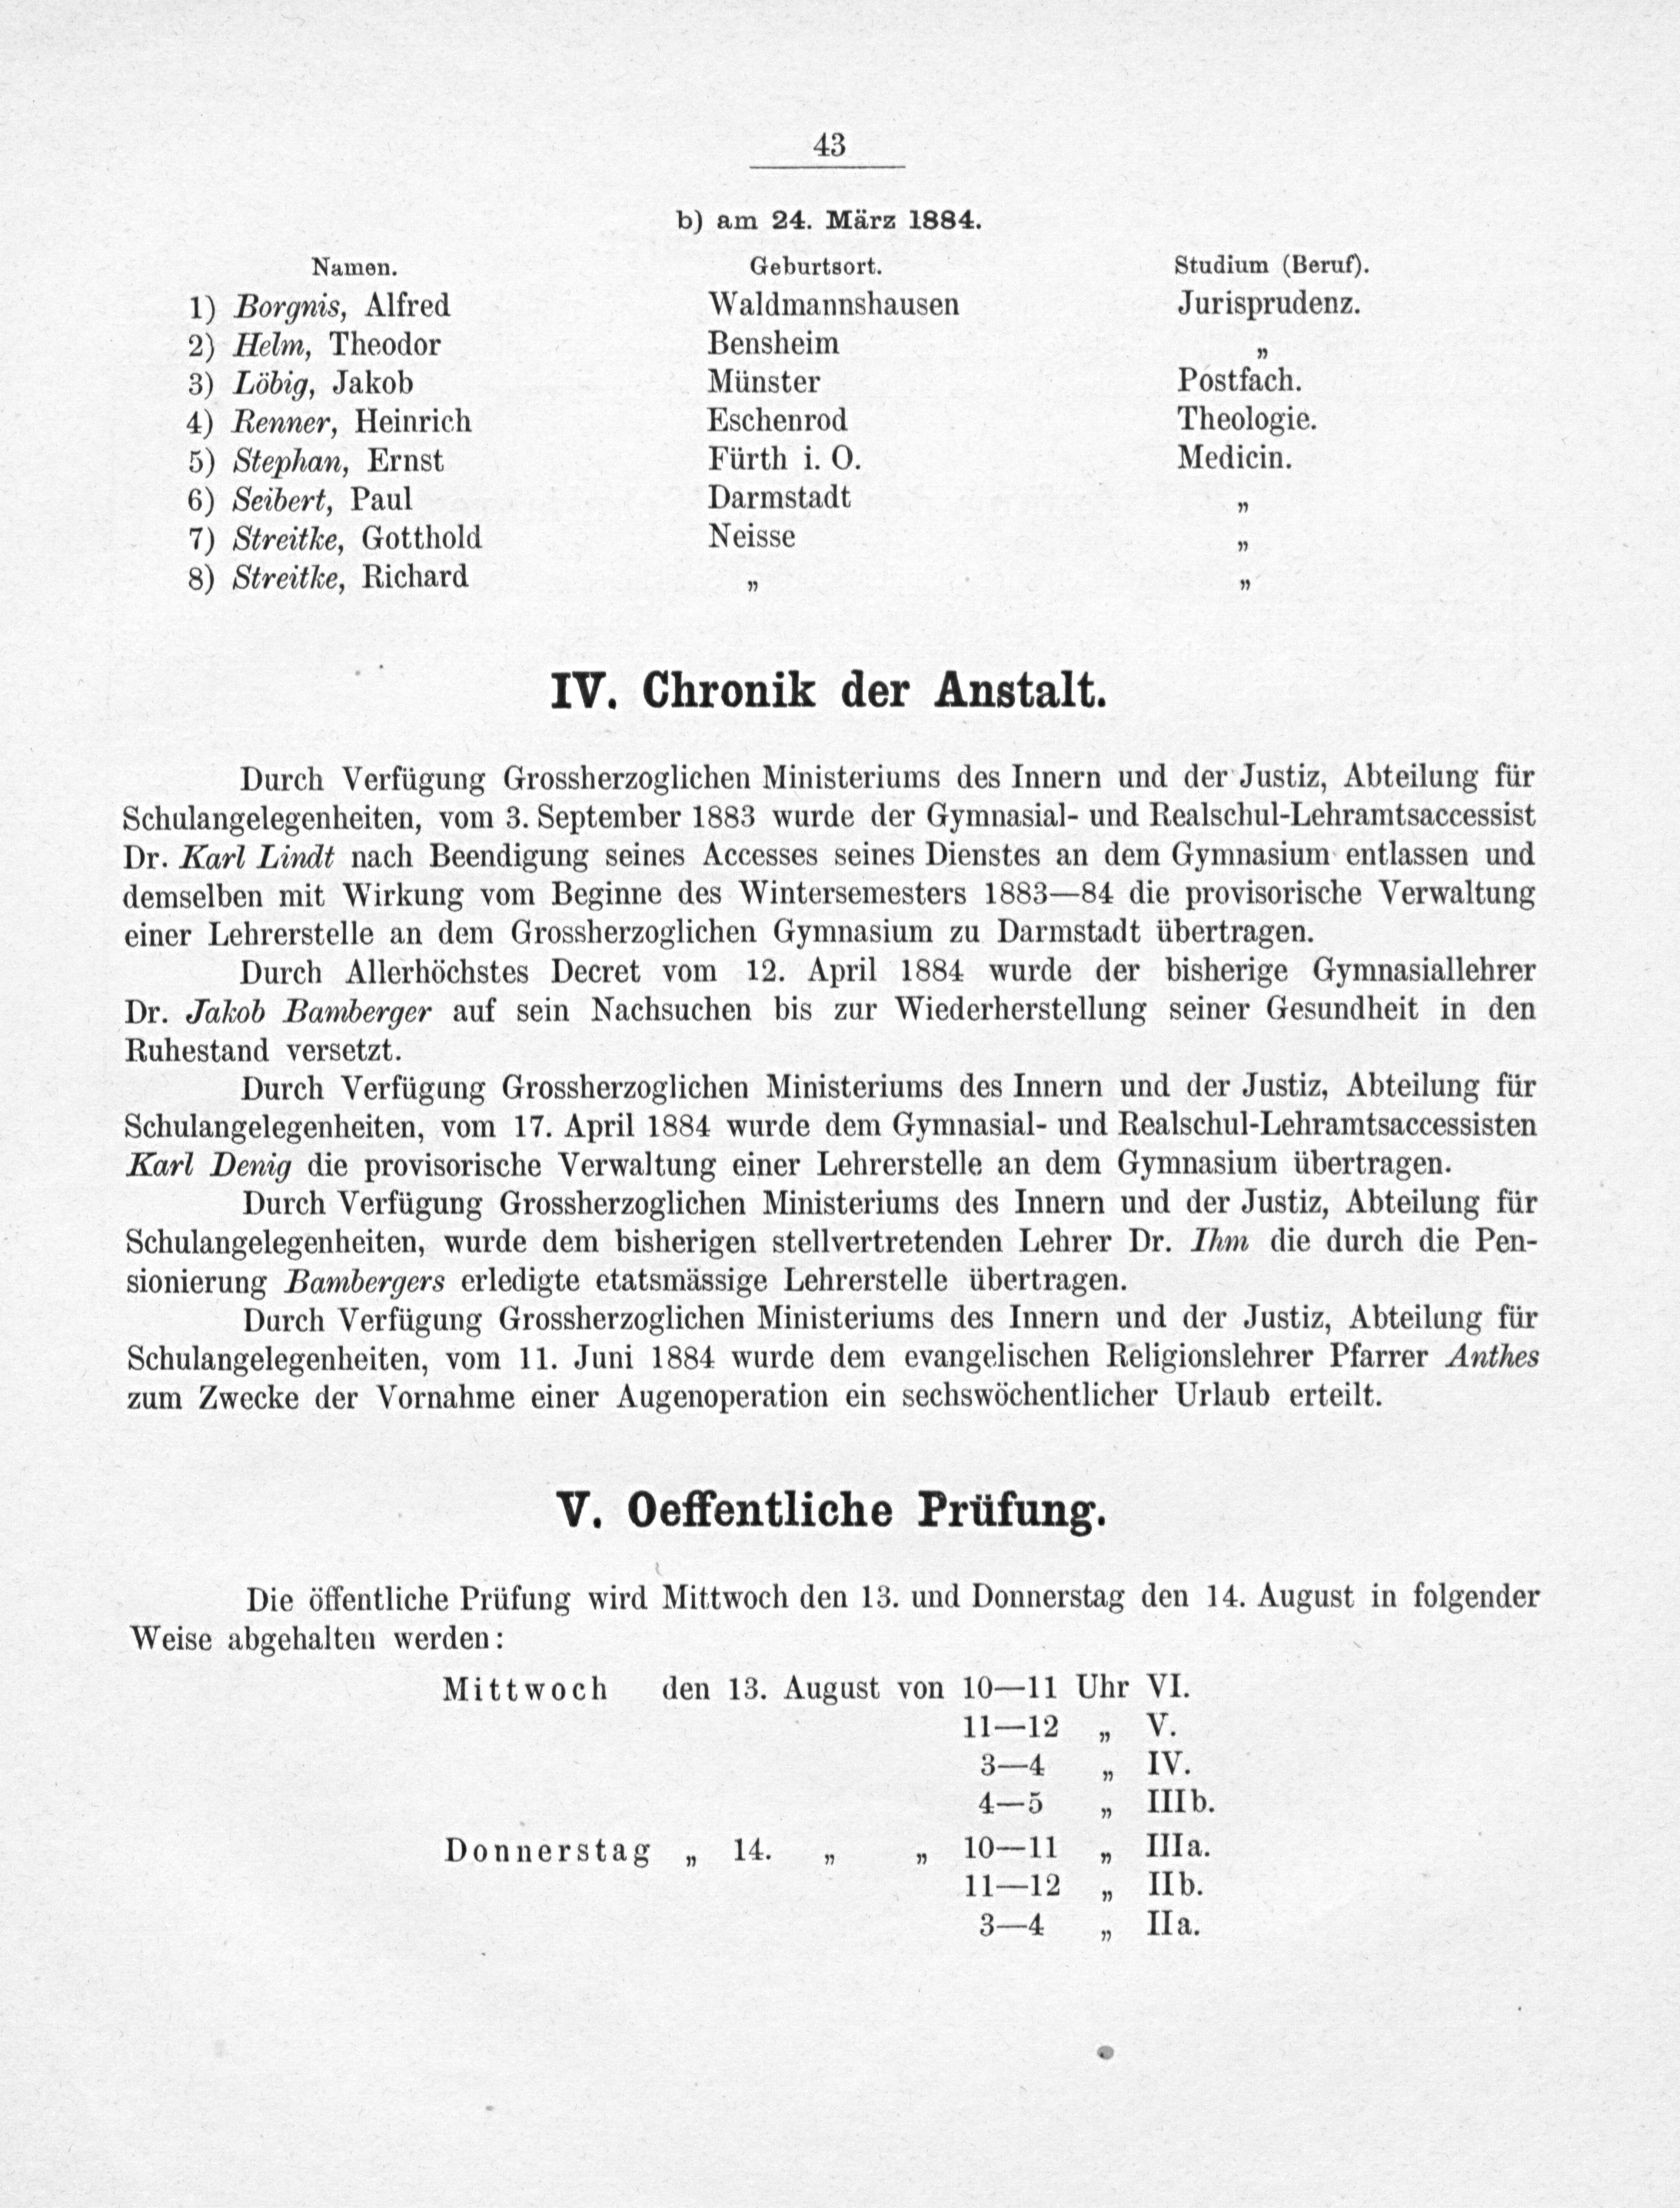 43
b) am 24. März 1884.
Namen. Geburtsort. Studium (Beruf).
1) Borgnis, Alfred Waldmannshausen Jurisprudenz.
2) Helm, Theodor Bensheim „
3) Löbig, Jakob Münster Postfach.
4) Renner, Heinrich Eschenrod Theologie.
5) Stephan, Ernst Fürth i. O. Medicin.
6) Seibert, Paul Darmstadt „
7) Streitke, Gotthold Neisse „
8) Streitke, Richard „ „
IV. Chronik der Anstalt.
Durch Verfügung Grossherzoglichen Ministeriums des Innern und der Justiz, Abteilung für
Schulangelegenheiten, vom 3. September 1883 wurde der Gymnasial- und Realschul-Lehramtsaccessist
Dr. Karl Lindt nach Beendigung seines Accesses seines Dienstes an dem Gymnasium entlassen und
demselben mit Wirkung vom Beginne des Wintersemesters 1883—84 die provisorische Verwaltung
einer Lehrerstelle an dem Grossherzoglichen Gymnasium zu Darmstadt übertragen.
Durch Allerhöchstes Decret vom 12. April 1884 wurde der bisherige Gymnasiallehrer
Dr. Jakob Bamberger auf sein Nachsuchen bis zur Wiederherstellung seiner Gesundheit in den
Ruhestand versetzt.
Durch Verfügung Grossherzoglichen Ministeriums des Innern und der Justiz, Abteilung für
Schulangelegenheiten, vom 17. April 1884 wurde dem Gymnasial- und Realschul-Lehramtsaccessisten
Karl Denig die provisorische Verwaltung einer Lehrerstelle an dem Gymnasium übertragen.
Durch Verfügung Grossherzoglichen Ministeriums des Innern und der Justiz, Abteilung für
Schulangelegenheiten, wurde dem bisherigen stellvertretenden Lehrer Dr. Ihm die durch die Pen-
sionierung Bambergers erledigte etatsmässige Lehrerstelle übertragen.
Durch Verfügung Grossherzoglichen Ministeriums des Innern und der Justiz, Abteilung für
Schulangelegenheiten, vom 11. Juni 1884 wurde dem evangelischen Religionslehrer Pfarrer Anthes
zum Zwecke der Vornahme einer Augenoperation ein sechswöchentlicher Urlaub erteilt.
V. Oeffentliche Prüfung.
Die öffentliche Prüfung wird Mittwoch den 13. und Donnerstag den 14. August in folgender
Weise abgehalten werden:
Mittwoch den 13. August von 10—11 Uhr VI.
11—12 „ V.
3—4 „ IV.
4—5 „ IIIb.
Donnerstag „ 14. „ „ 10—11 „ IIIa.
11—12 „ IIb.
3—4 „ IIa.